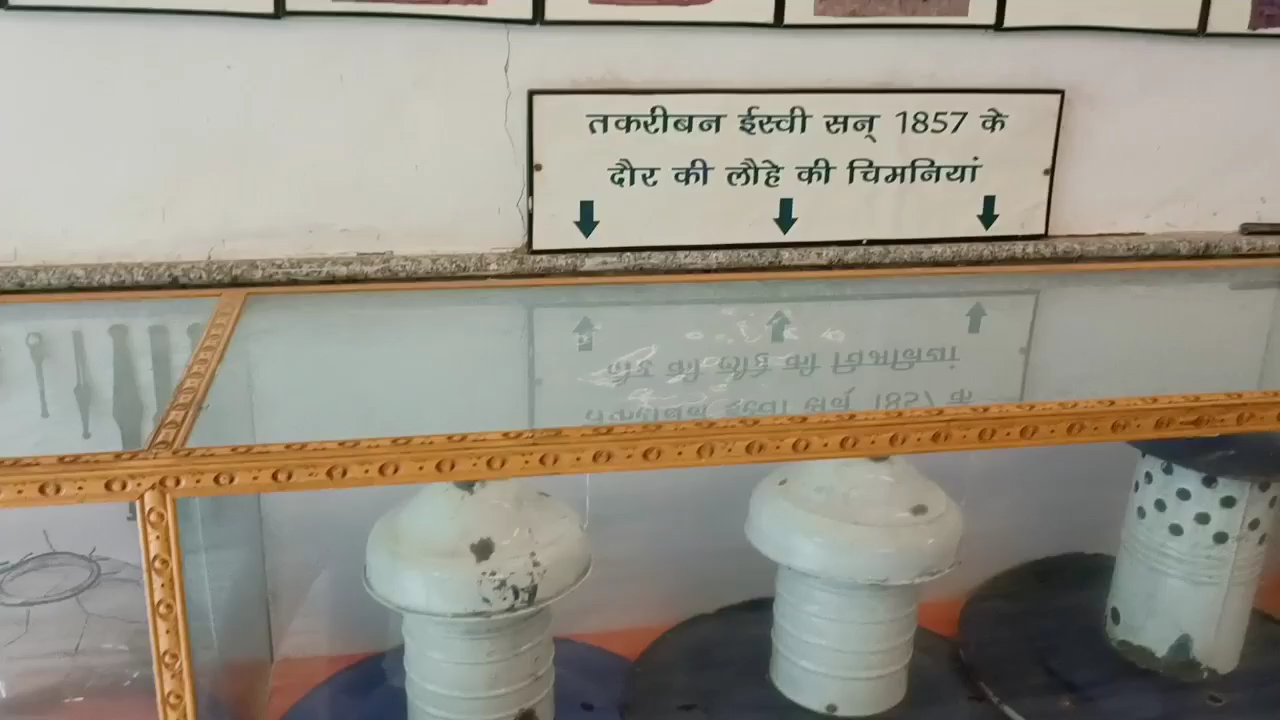 तकरीबन ईस्वी सन् 1857 के
दौर की लौहे की चिमनियां